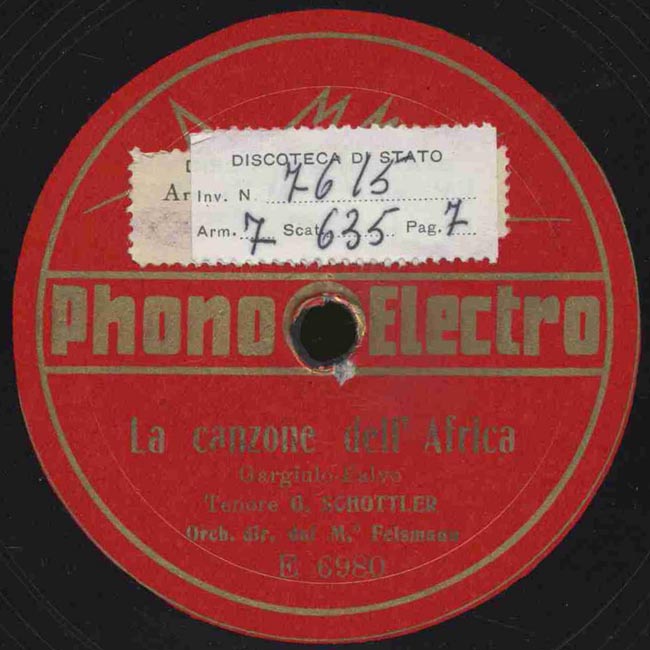 DISCOTECA DI STATO
Inv. N. 7615
Arm. 7 Scat. 635 Pag. 7
Phono Electro
La canzone dell' Africa
Gargiulo-Falvo
Tenore G. SCHOTTLER
Orch. dir. dal M.º Felsmann
E 6980